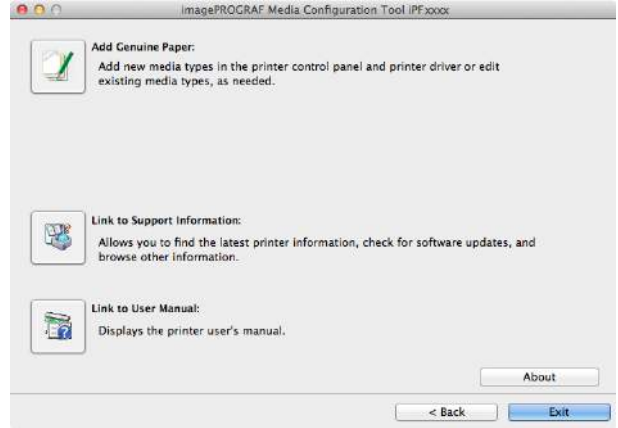 imagePROGRAF Media Configuration Tool iPFxxxx
Add Genuine Paper:
Add new media types in the printer control panel and printer driver or edit
existing media types, as needed.
Link to Support Information:
Allows you to find the latest printer information, check for software updates, and
browse other information.
Link to User Manual:
Displays the printer user's manual.
About
< Back
Exit